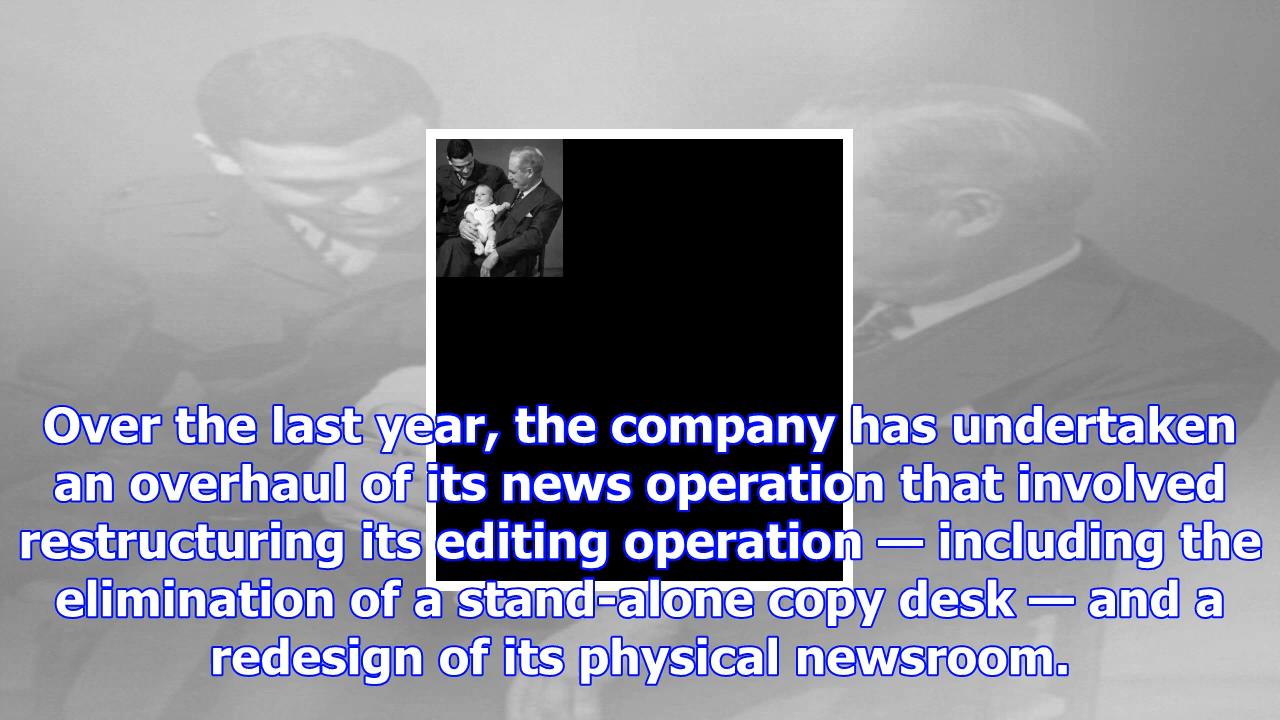 Over the last year, the company has undertaken
an overhaul of its news operation that involved
restructuring its editing operation — including the
elimination of a stand-alone copy desk — and a
redesign of its physical newsroom.